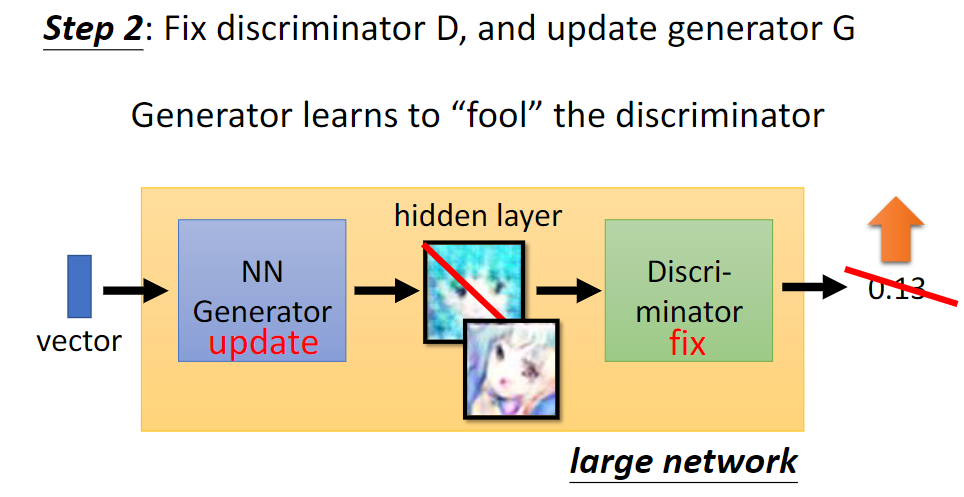 Step 2: Fix discriminator D, and update generator G
Generator learns to “fool” the discriminator
hidden layer
NN
Generator
update
Discri-
minator
fix
0.13
vector
large network